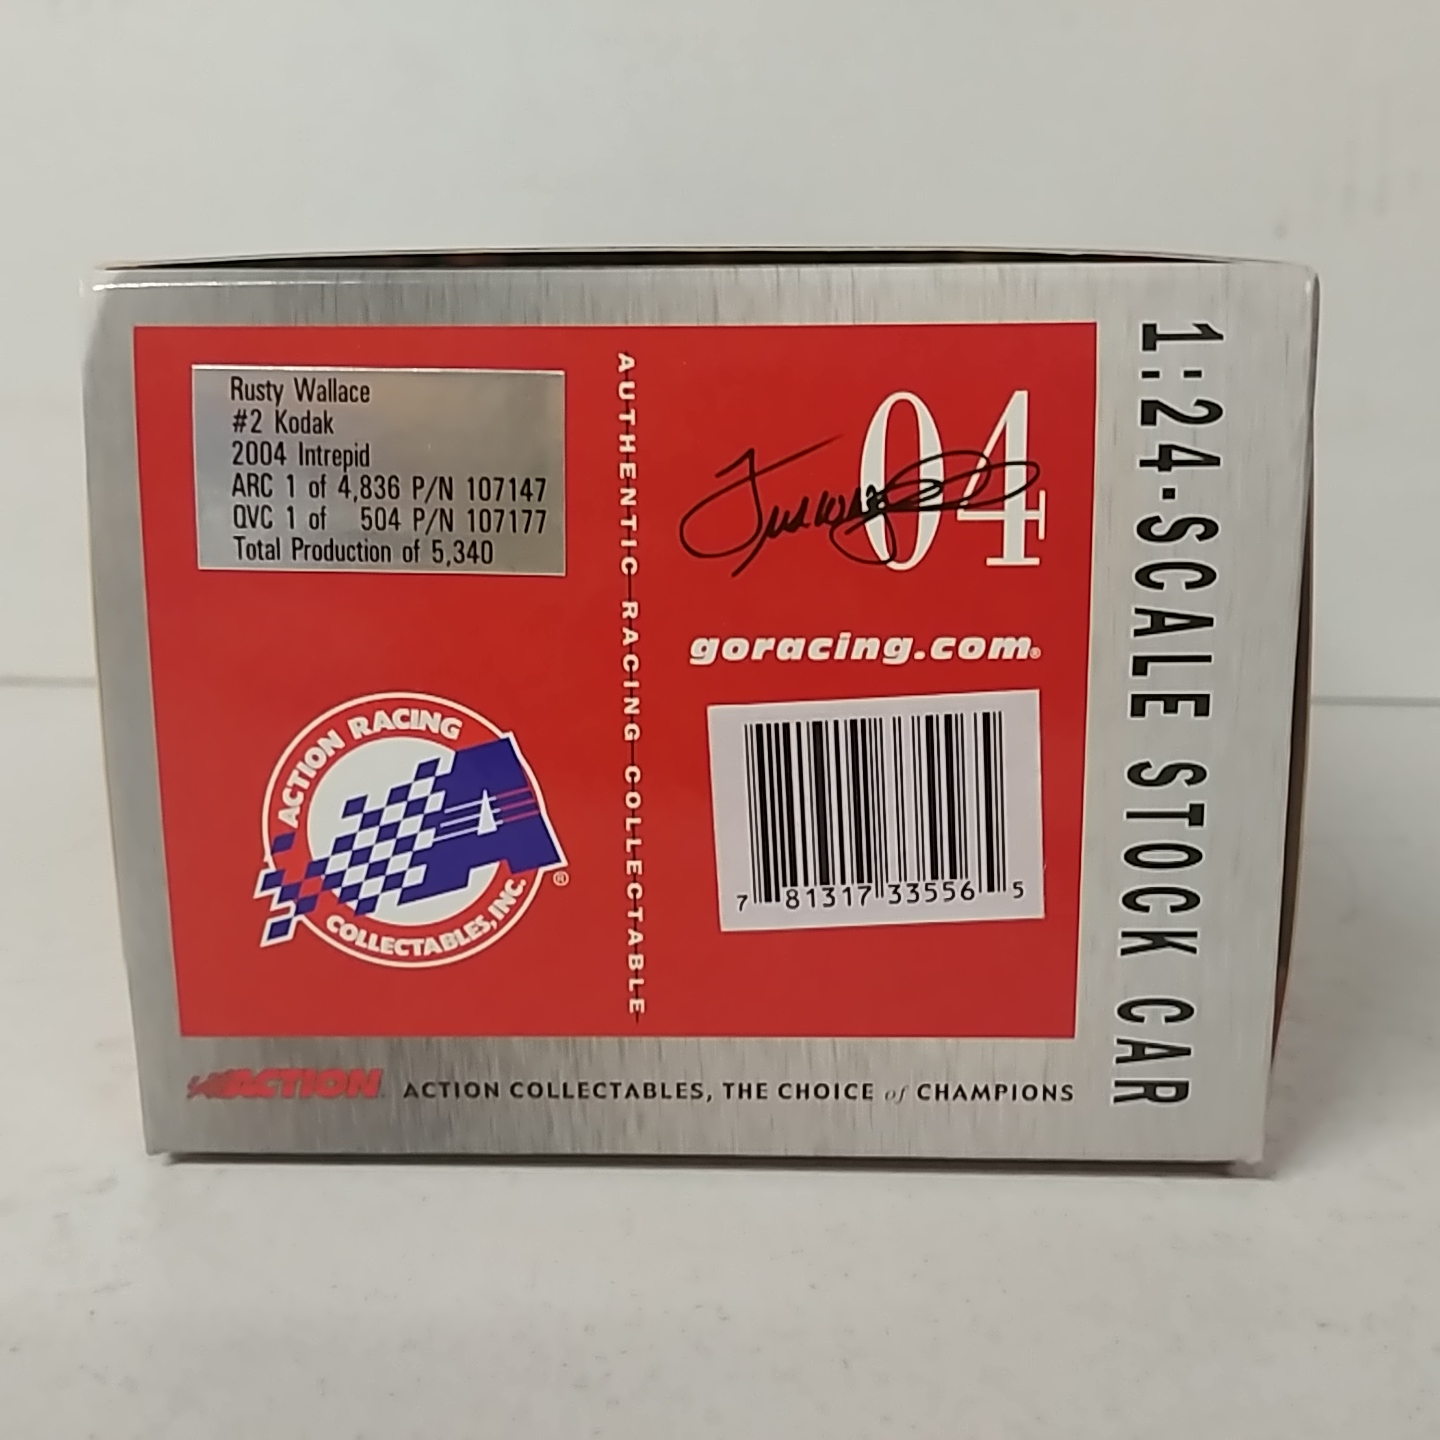 Rusty Wallace
#2 Kodak
2004 Intrepid
ARC 1 of 4,836 P/N 107147
QVC 1 of 504 P/N 107177
Total Production of 5,340
ACTION RACING
COLLECTABLES, INC.
®
AUTHENTIC RACING COLLECTABLE
04
goracing.com®
7 81317 33556 5
1:24-SCALE STOCK CAR
ACTION
ACTION COLLECTABLES, THE CHOICE of CHAMPIONS